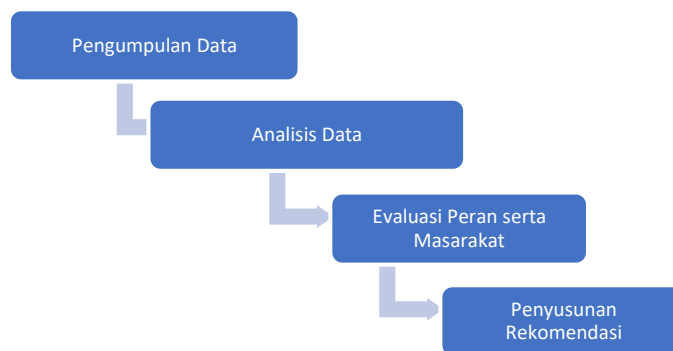 Pengumpulan Data
Analisis Data
Evaluasi Peran serta
Masarakat
Penyusunan
Rekomendasi